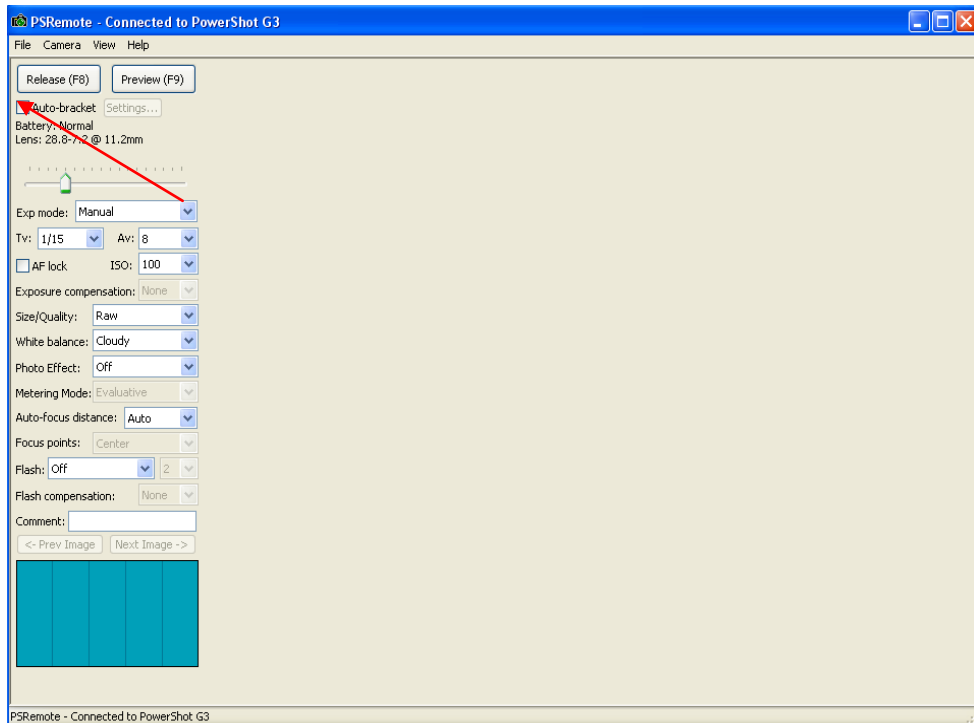 PSRemote - Connected to PowerShot G3
File Camera View Help
Release (F8) Preview (F9)
Auto-bracket Settings...
Battery: Normal
Lens: 28.8-7.2 @ 11.2mm
Exp mode: Manual
Tv: 1/15 Av: 8
AF lock ISO: 100
Exposure compensation: None
Size/Quality: Raw
White balance: Cloudy
Photo Effect: Off
Metering Mode: Evaluative
Auto-focus distance: Auto
Focus points: Center
Flash: Off 2
Flash compensation: None
Comment:
<- Prev Image Next Image ->
PSRemote - Connected to PowerShot G3